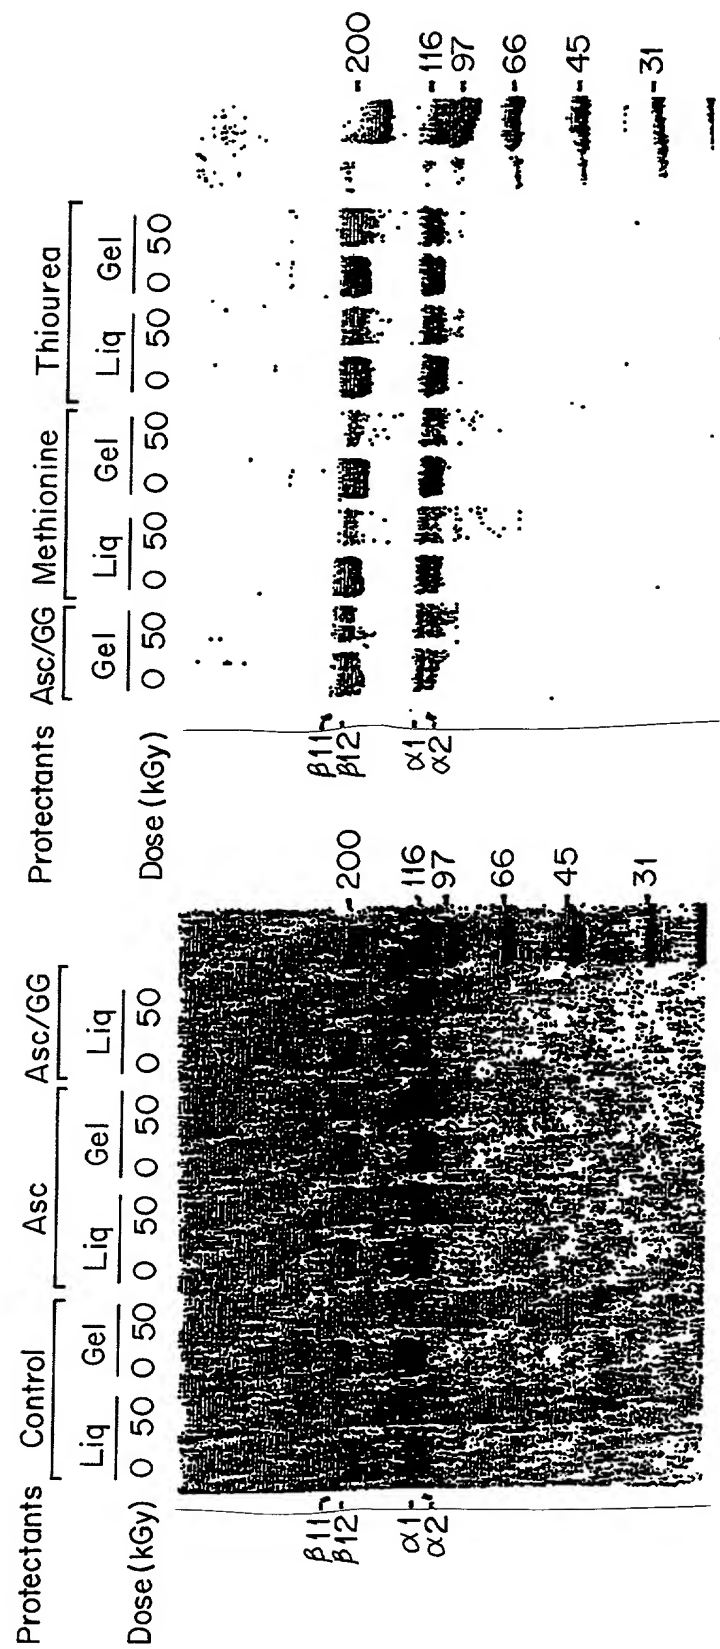 Protectants Control Asc Asc/GG
Liq Gel Liq Gel Liq
Dose (kGy) 0 50 0 50 0 50 0 50 0 50
β11
β12
α1
α2
-200
-116
-97
-66
-45
-31
Protectants Asc/GG Methionine Thiourea
Gel Liq Gel Liq Gel
Dose (kGy) 0 50 0 50 0 50 0 50 0 50
β11
β12
α1
α2
-200
-116
-97
-66
-45
-31